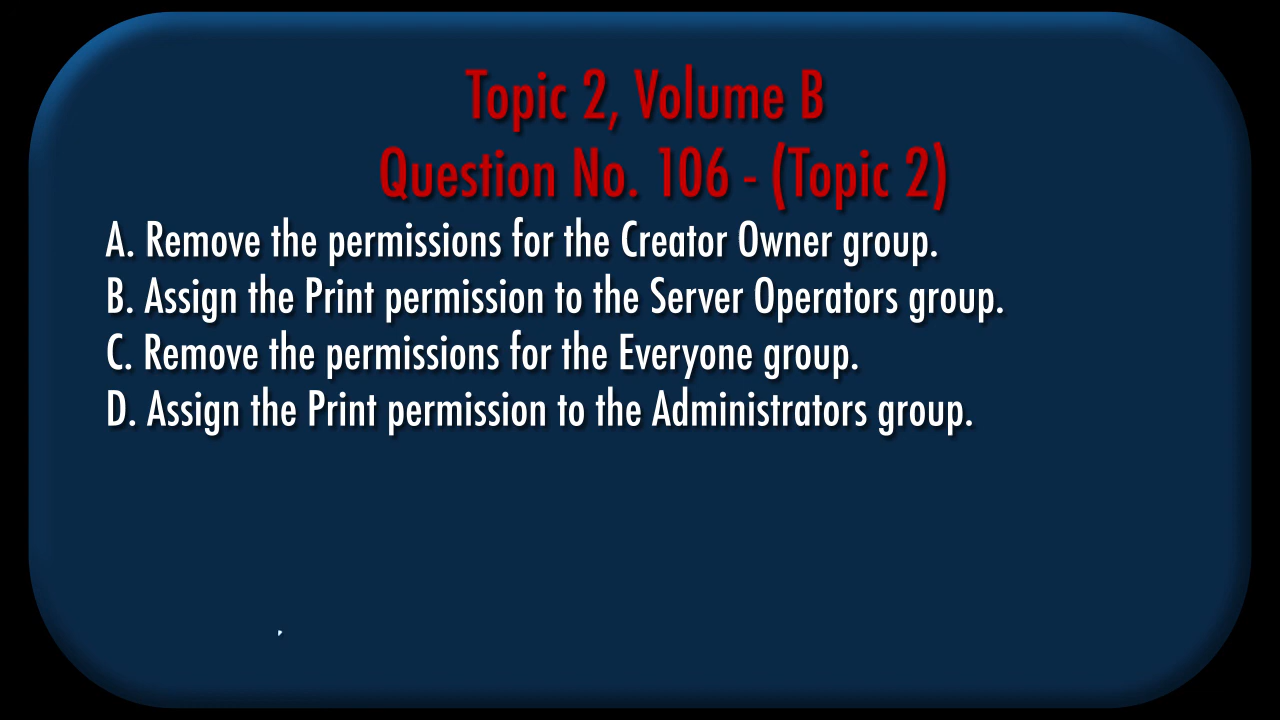 Topic 2, Volume B
Question No. 106 - (Topic 2)
A. Remove the permissions for the Creator Owner group.
B. Assign the Print permission to the Server Operators group.
C. Remove the permissions for the Everyone group.
D. Assign the Print permission to the Administrators group.